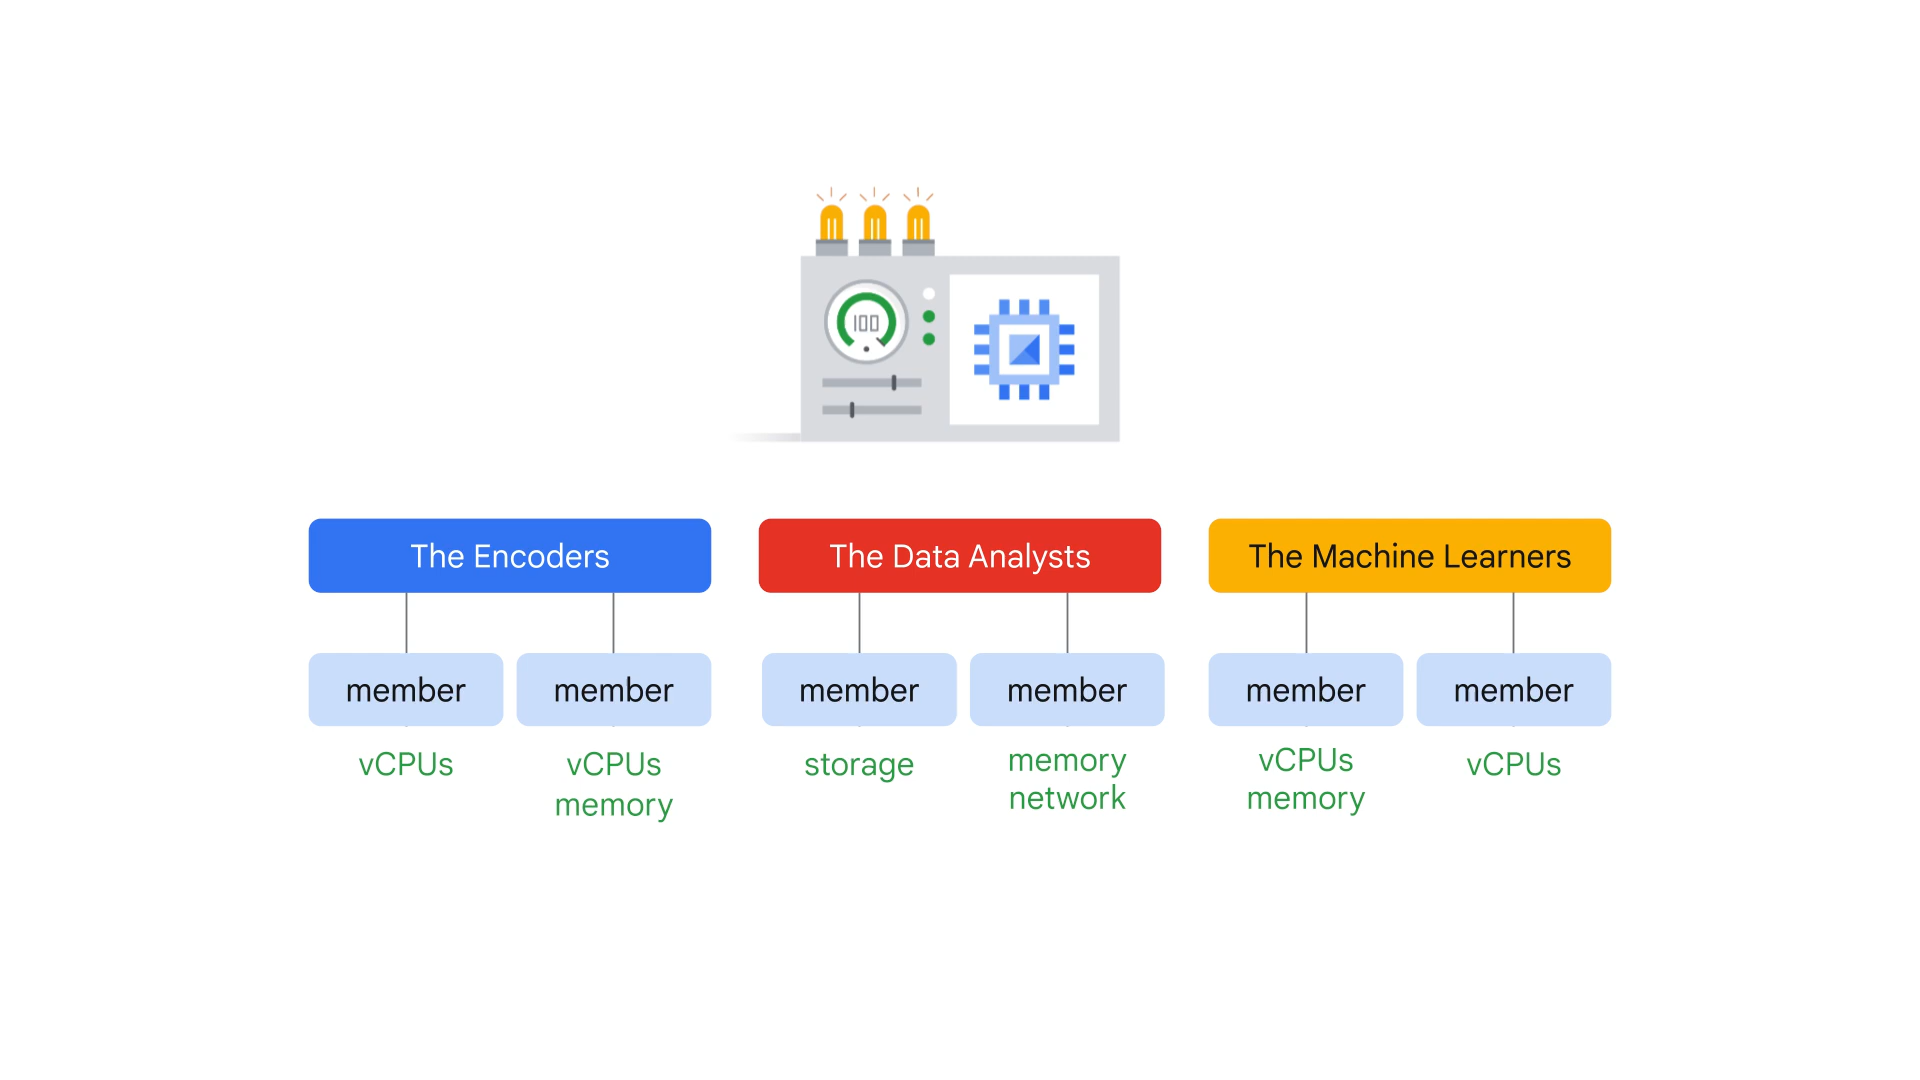 100
The Encoders
The Data Analysts
The Machine Learners
member
member
member
member
member
member
vCPUs
vCPUs
memory
storage
memory
network
vCPUs
memory
vCPUs